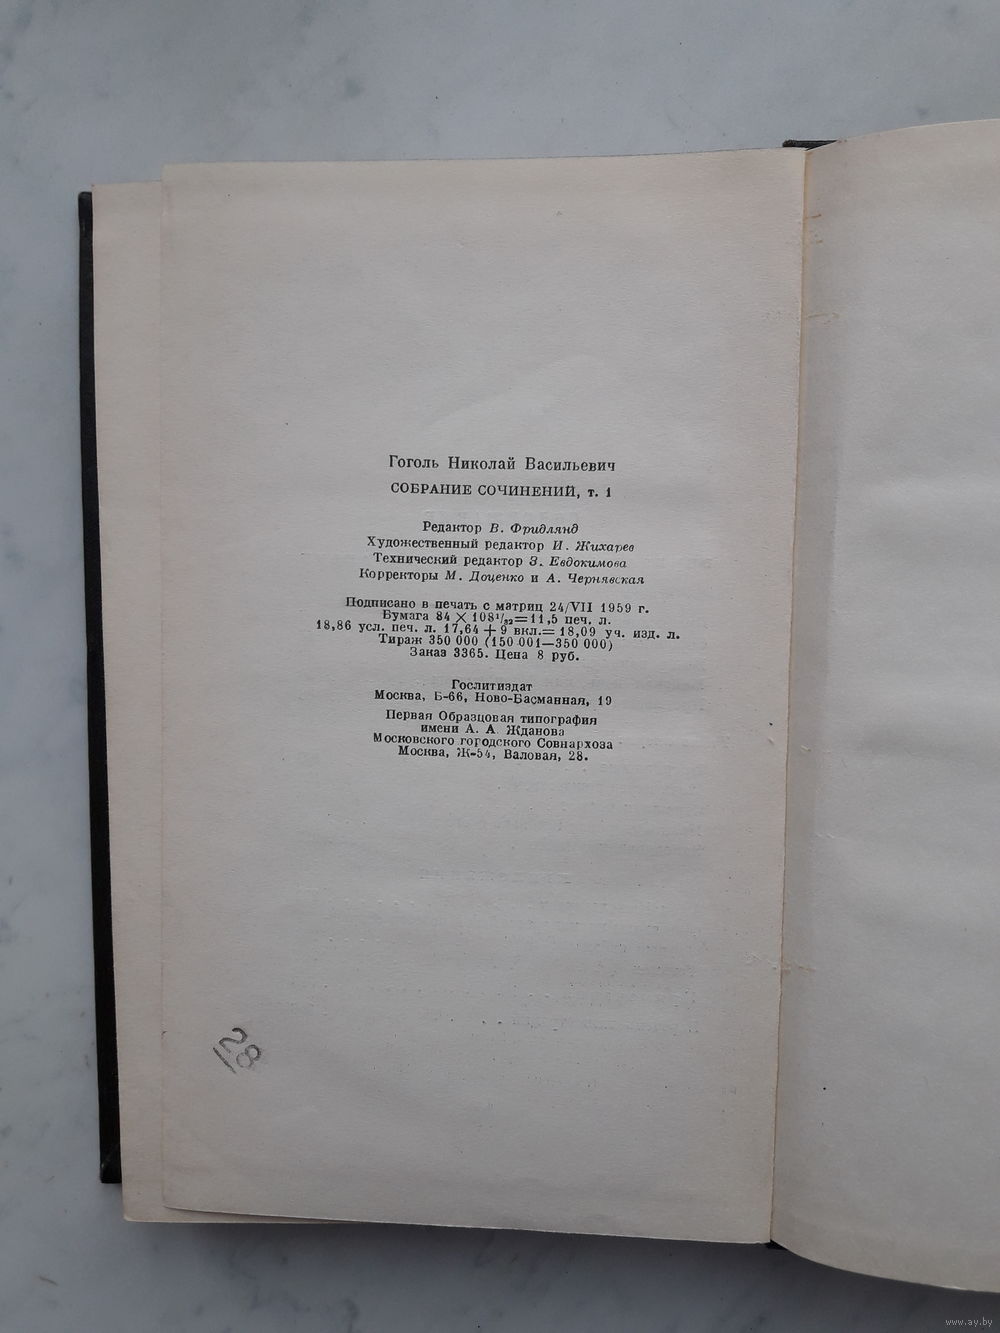 Гоголь Николай Васильевич
СОБРАНИЕ СОЧИНЕНИЙ, т. 1
Редактор В. Фридлянд
Художественный редактор И. Жихарев
Технический редактор З. Евдокимова
Корректоры М. Доценко и А. Чернявская
Подписано в печать с матриц 24/VII 1959 г.
Бумага 84 × 108¹/₃₂=11,5 печ. л.
18,86 усл. печ. л. 17,64 + 9 вкл.= 18,09 уч. изд. л.
Тираж 350 000 (150 001—350 000)
Заказ 3365. Цена 8 руб.
Гослитиздат
Москва, Б-66, Ново-Басманная, 19
Первая Образцовая типография
имени А. А. Жданова
Московского городского Совнархоза
Москва, Ж-54, Валовая, 28.
28
www.ay.by